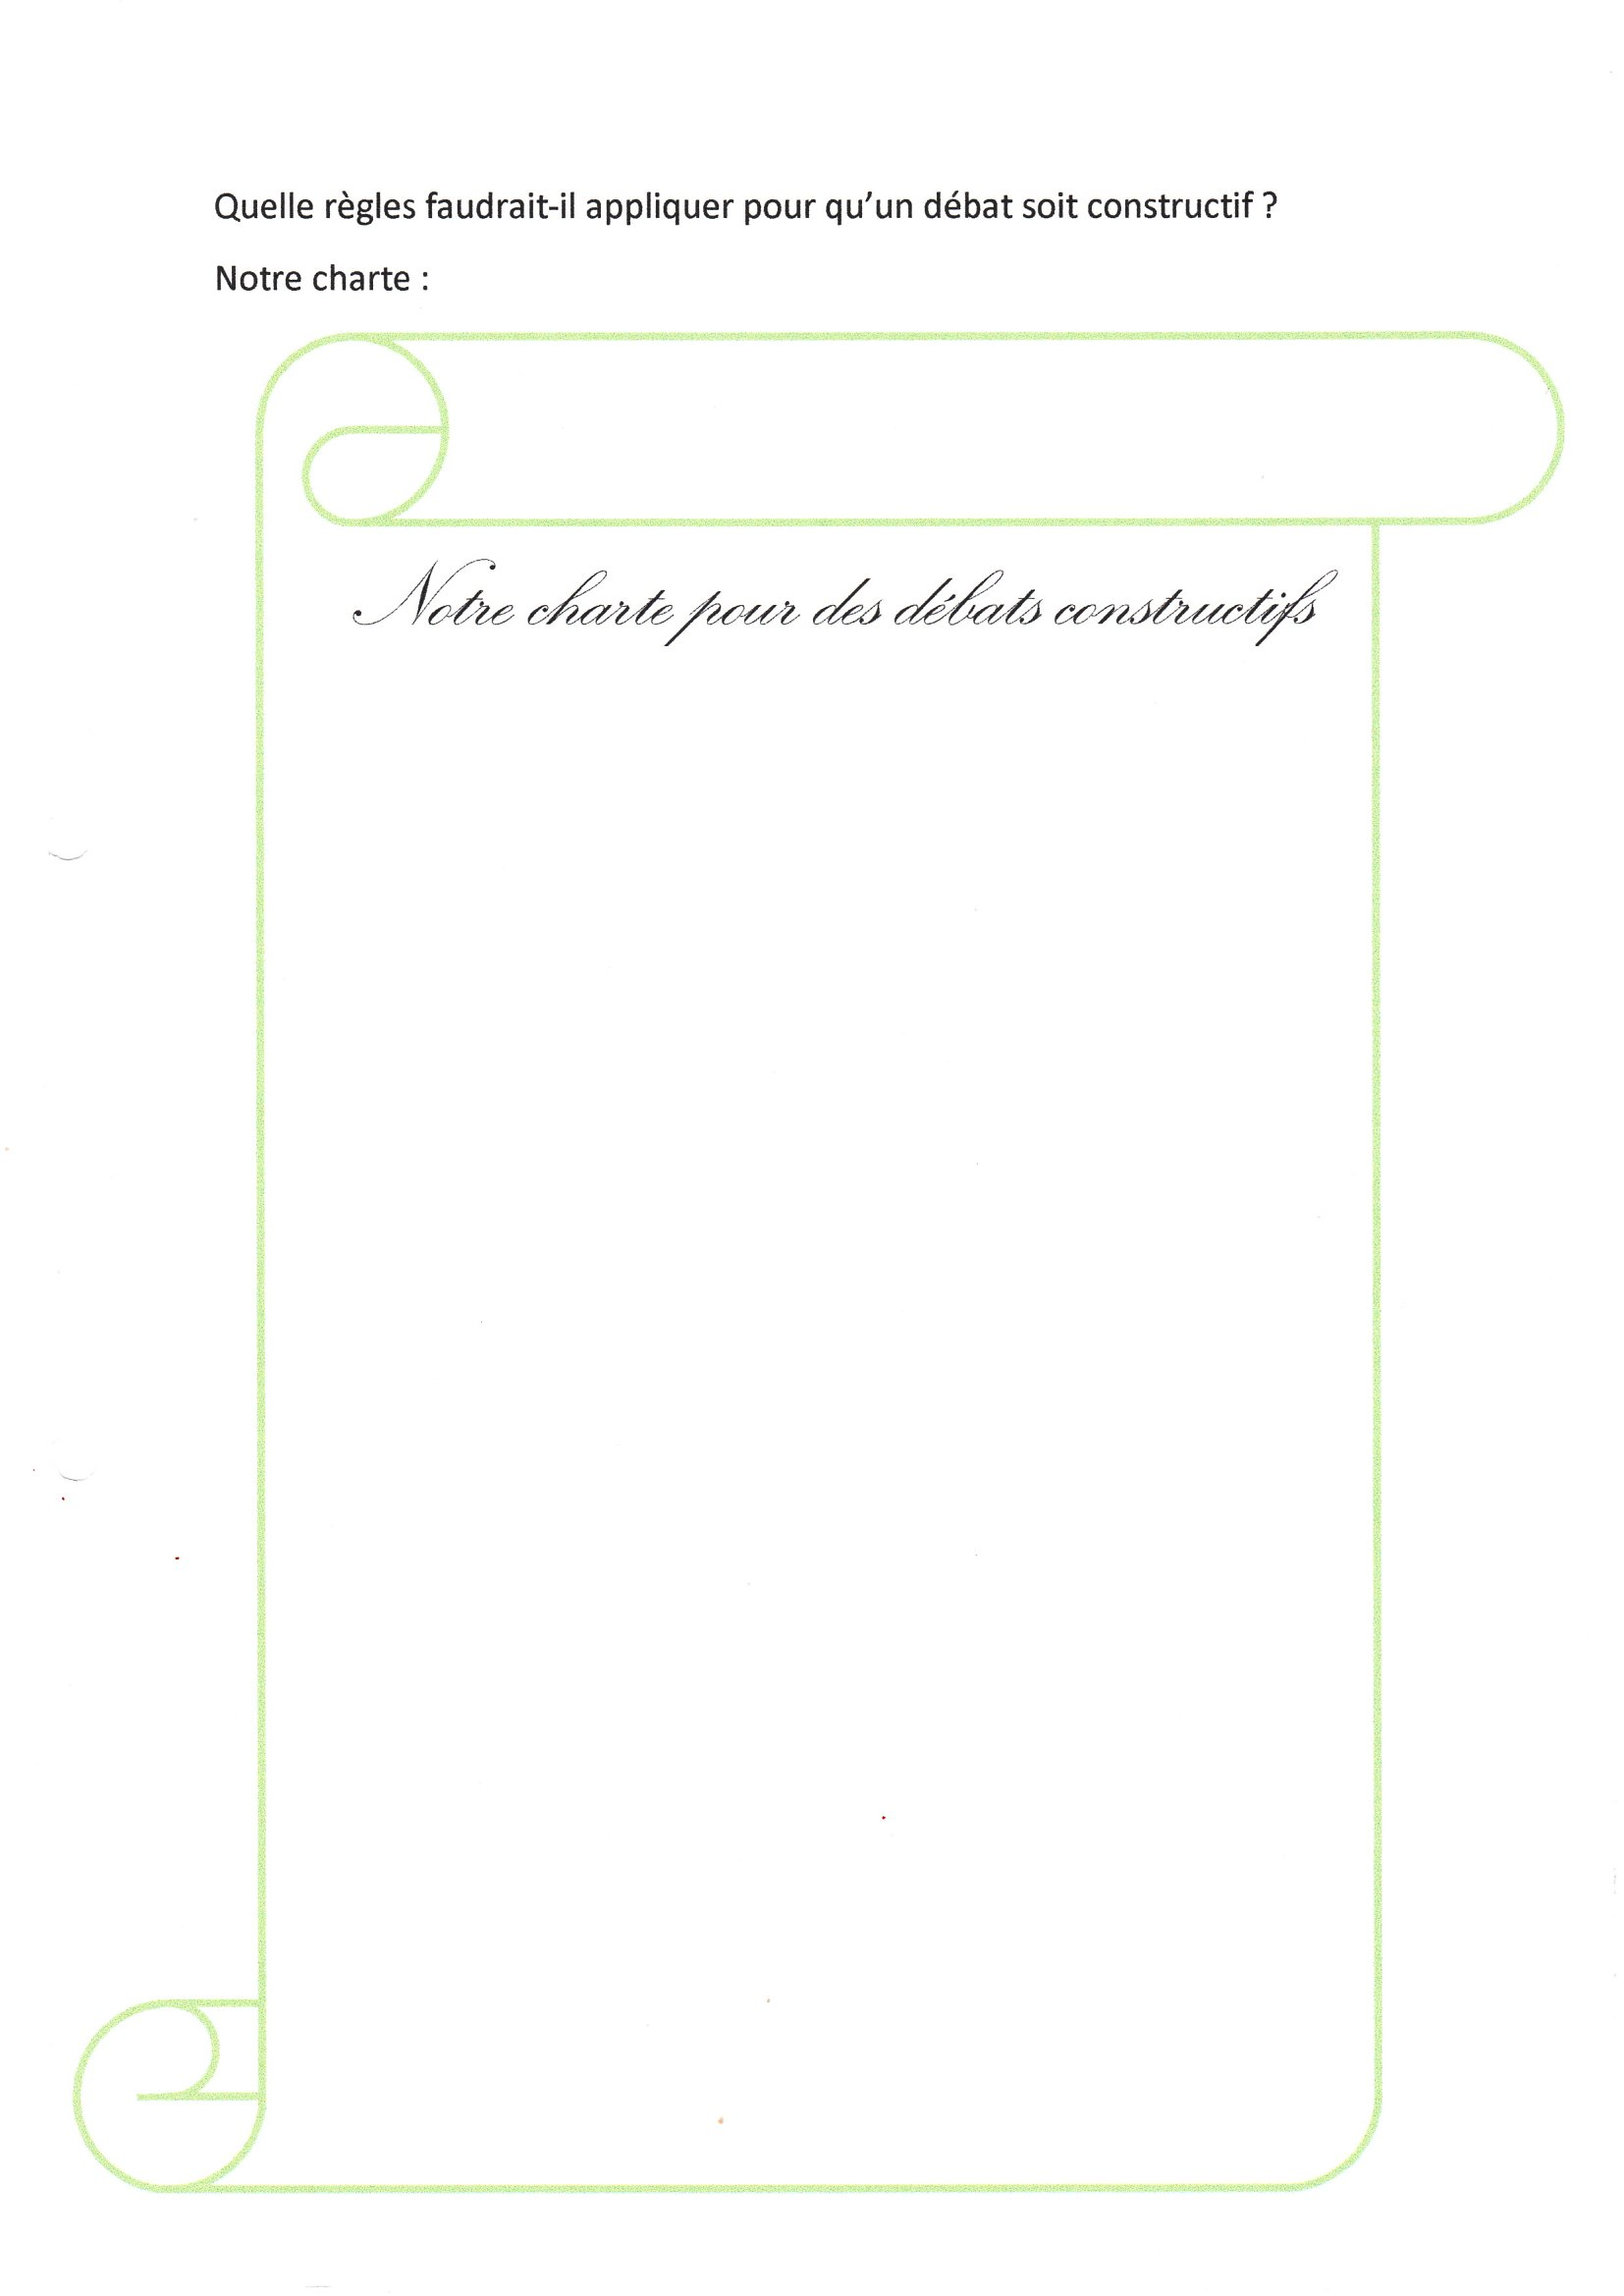 Quelle règles faudrait-il appliquer pour qu’un débat soit constructif ?
Notre charte :
Notre charte pour des débats constructifs